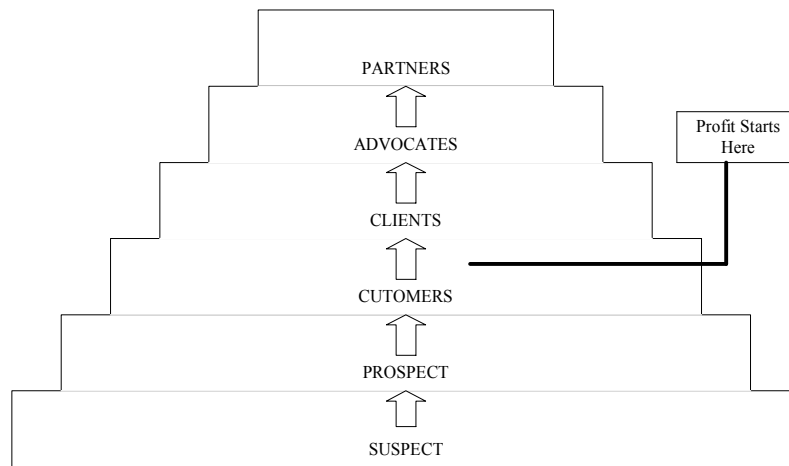 PARTNERS
ADVOCATES
Profit Starts
Here
CLIENTS
CUTOMERS
PROSPECT
SUSPECT